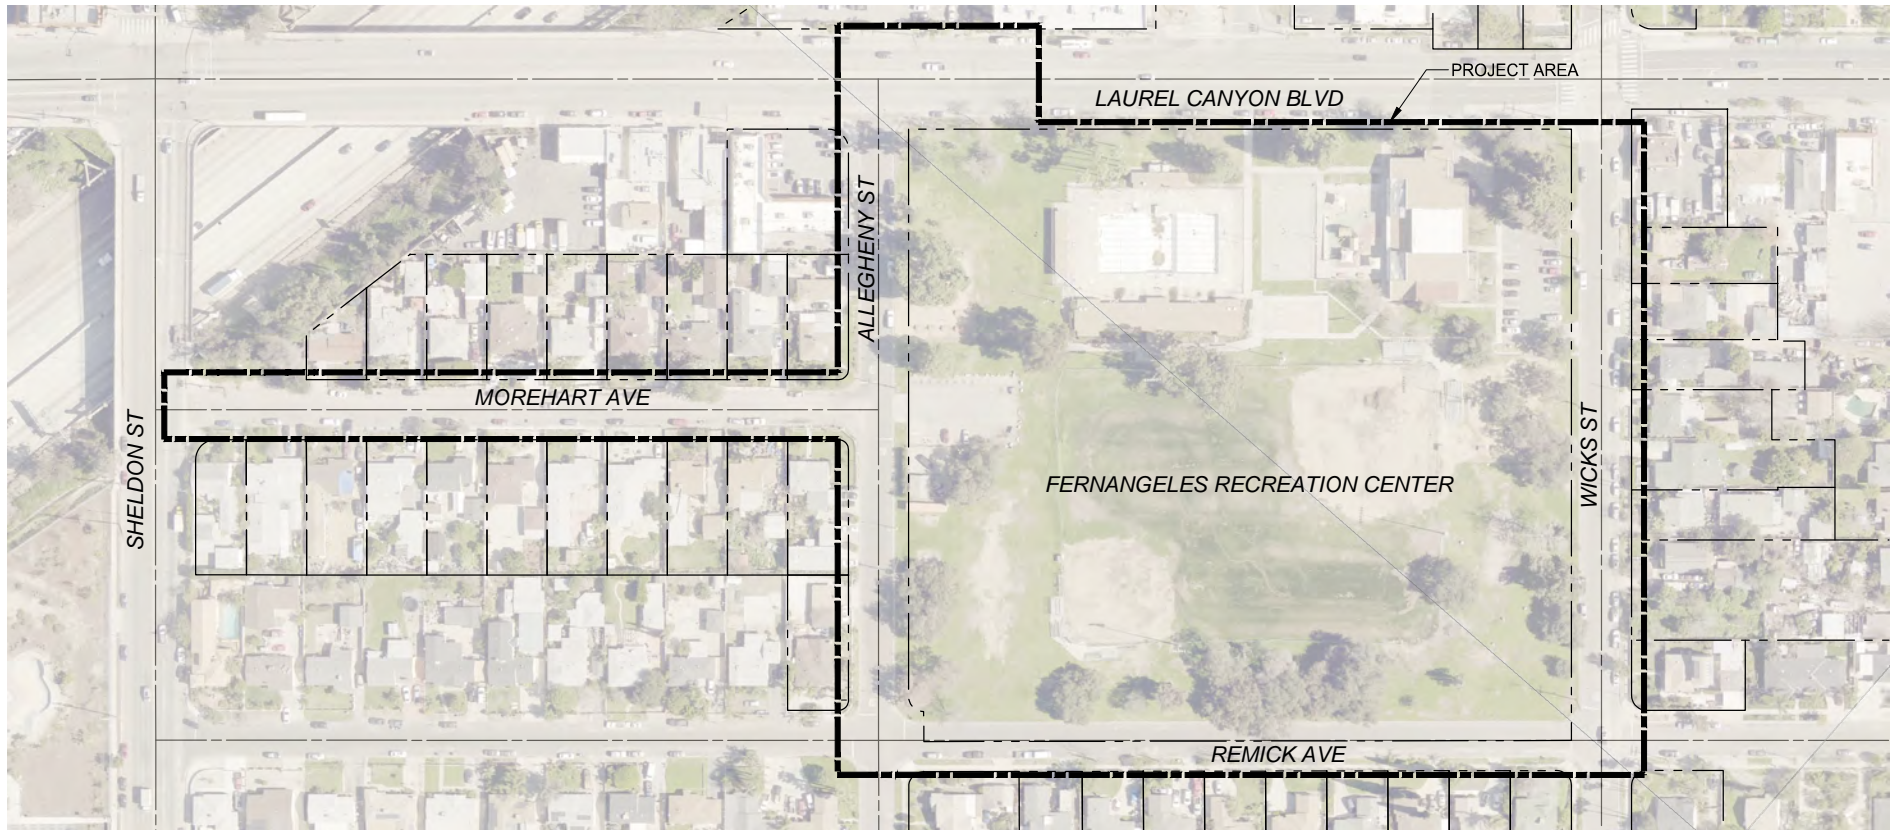 PROJECT AREA
LAUREL CANYON BLVD
ALLEGHENY ST
MOREHART AVE
SHELDON ST
WICKS ST
FERNANGELES RECREATION CENTER
REMICK AVE